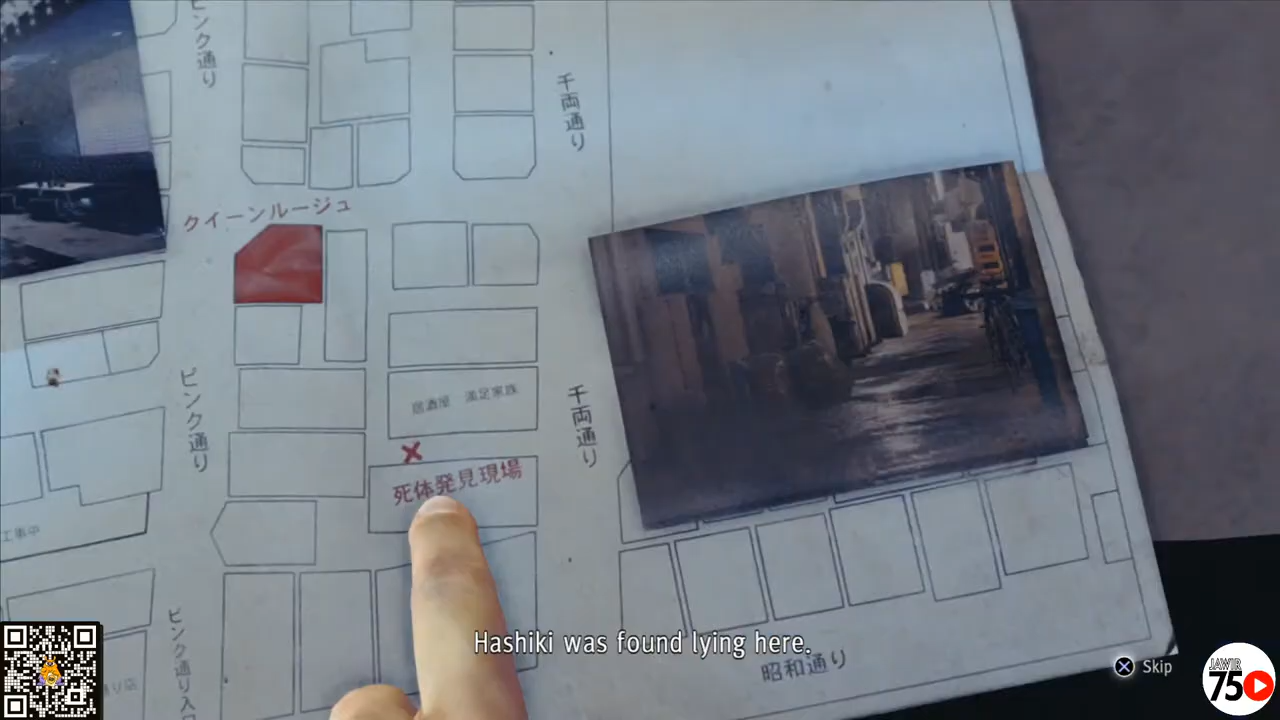 ピンク通り
千両通り
クイーンルージュ
ピンク通り
居酒屋 満足家族
千両通り
死体発見現場
工事中
ピンク通り入口
昭和通り
Hashiki was found lying here.
Skip
JAWIR
75